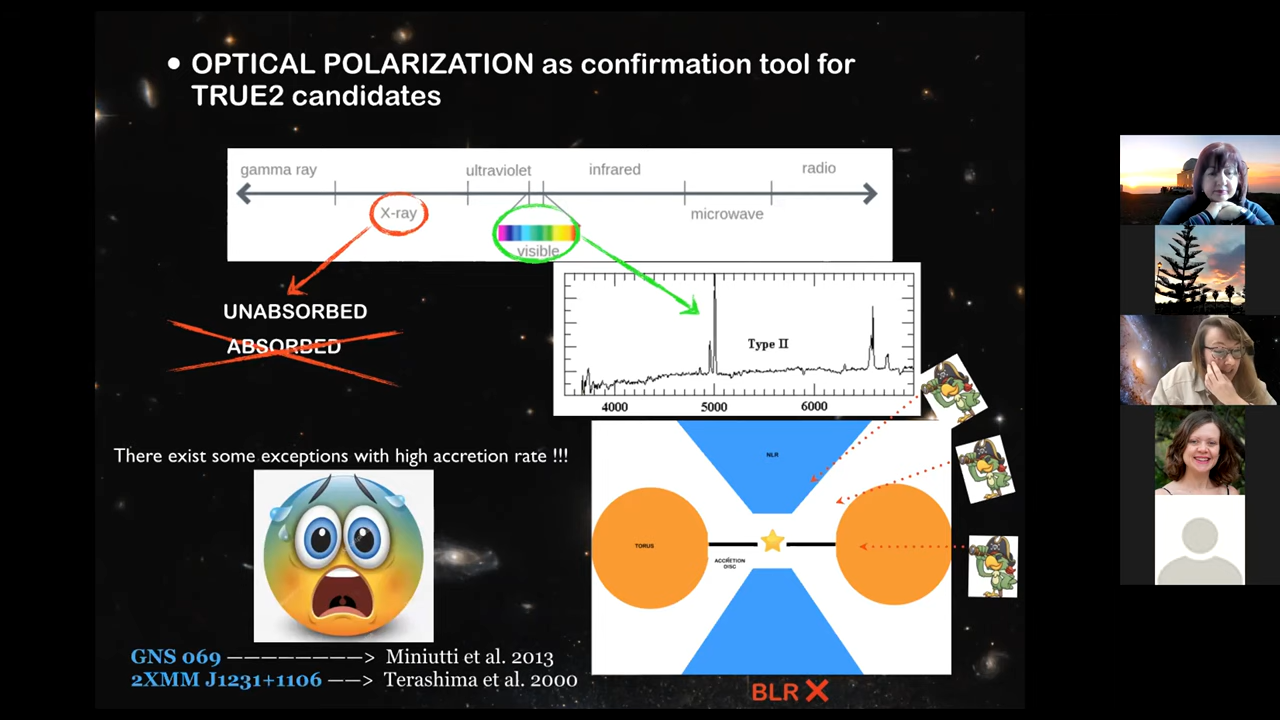 • OPTICAL POLARIZATION as confirmation tool for
TRUE2 candidates
gamma ray
ultraviolet
infrared
radio
X-ray
microwave
visible
UNABSORBED
ABSORBED
Type II
4000 5000 6000
There exist some exceptions with high accretion rate !!!
NLR
TORUS
ACCRETION
DISC
GNS 069 ————————> Miniutti et al. 2013
2XMM J1231+1106 ——> Terashima et al. 2000
BLR X